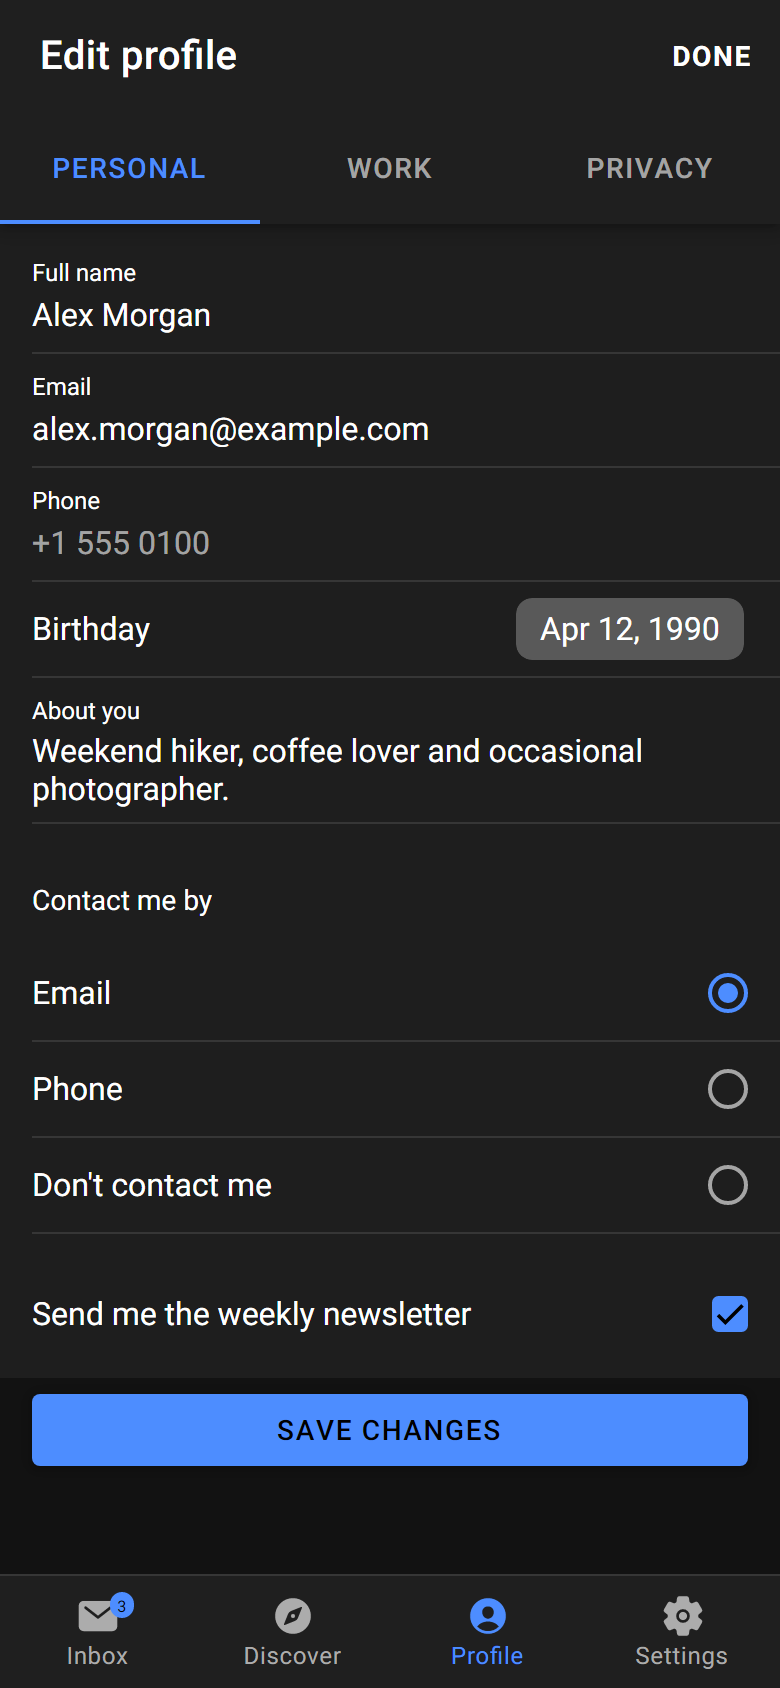 Edit profile
DONE
PERSONAL
WORK
PRIVACY
Full name
Alex Morgan
Email
alex.morgan@example.com
Phone
+1 555 0100
Birthday
Apr 12, 1990
About you
Weekend hiker, coffee lover and occasional
photographer.
Contact me by
Email
Phone
Don't contact me
Send me the weekly newsletter
SAVE CHANGES
3
Inbox
Discover
Profile
Settings